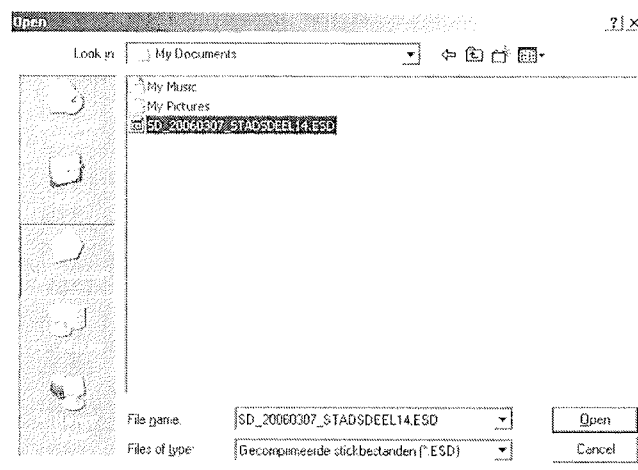 Open
Look in: My Documents
My Music
My Pictures
SD_20060307_STADSDEEL14.ESD
File name: SD_20060307_STADSDEEL14.ESD Open
Files of type: Gecomprimeerde stickbestanden (*.ESD) Cancel